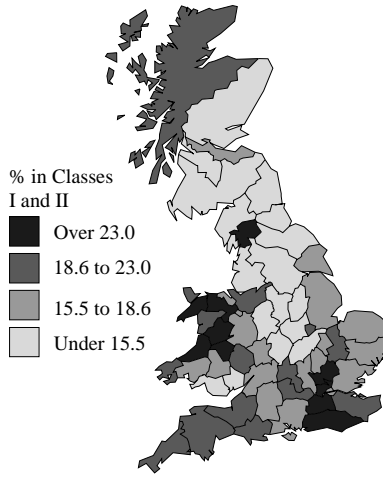 % in Classes
I and II
Over 23.0
18.6 to 23.0
15.5 to 18.6
Under 15.5